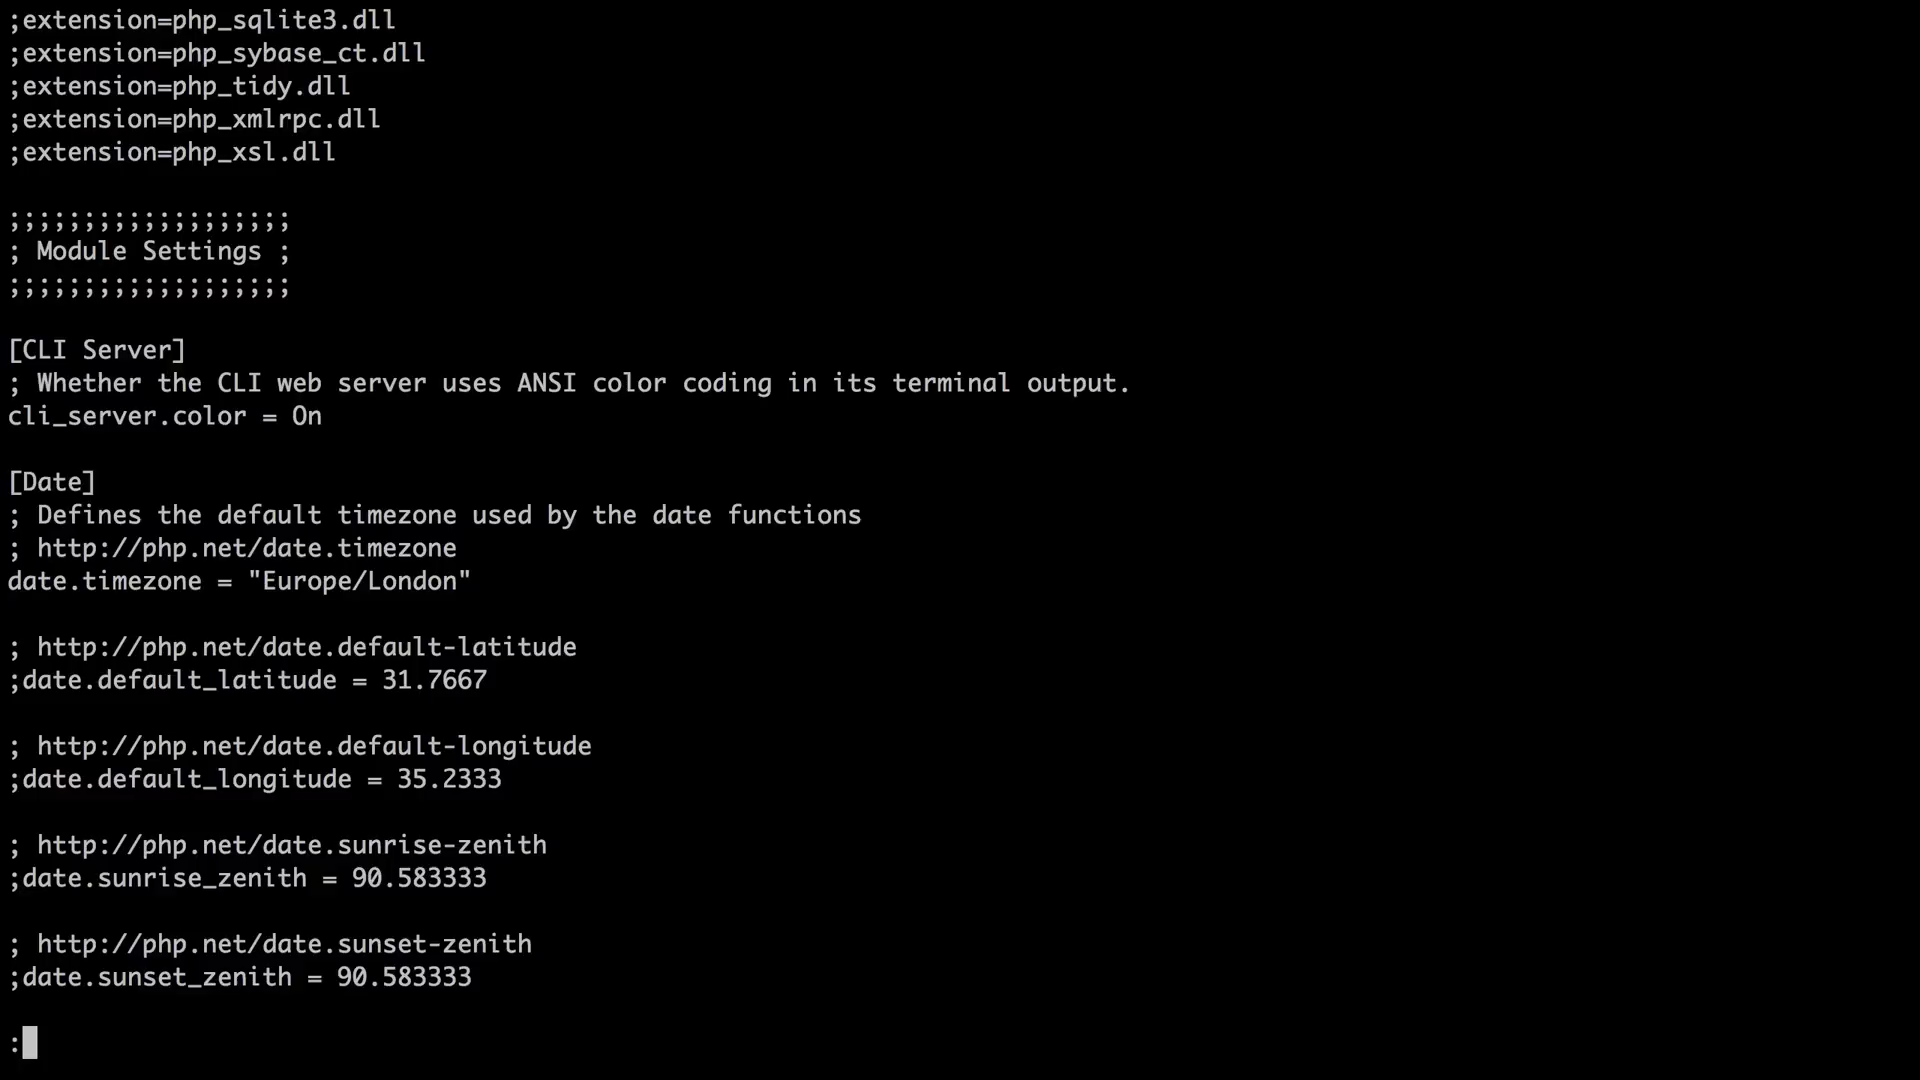 ;extension=php_sqlite3.dll
;extension=php_sybase_ct.dll
;extension=php_tidy.dll
;extension=php_xmlrpc.dll
;extension=php_xsl.dll
;;;;;;;;;;;;;;;;;;;
; Module Settings ;
;;;;;;;;;;;;;;;;;;;
[CLI Server]
; Whether the CLI web server uses ANSI color coding in its terminal output.
cli_server.color = On
[Date]
; Defines the default timezone used by the date functions
; http://php.net/date.timezone
date.timezone = "Europe/London"
; http://php.net/date.default-latitude
;date.default_latitude = 31.7667
; http://php.net/date.default-longitude
;date.default_longitude = 35.2333
; http://php.net/date.sunrise-zenith
;date.sunrise_zenith = 90.583333
; http://php.net/date.sunset-zenith
;date.sunset_zenith = 90.583333
: